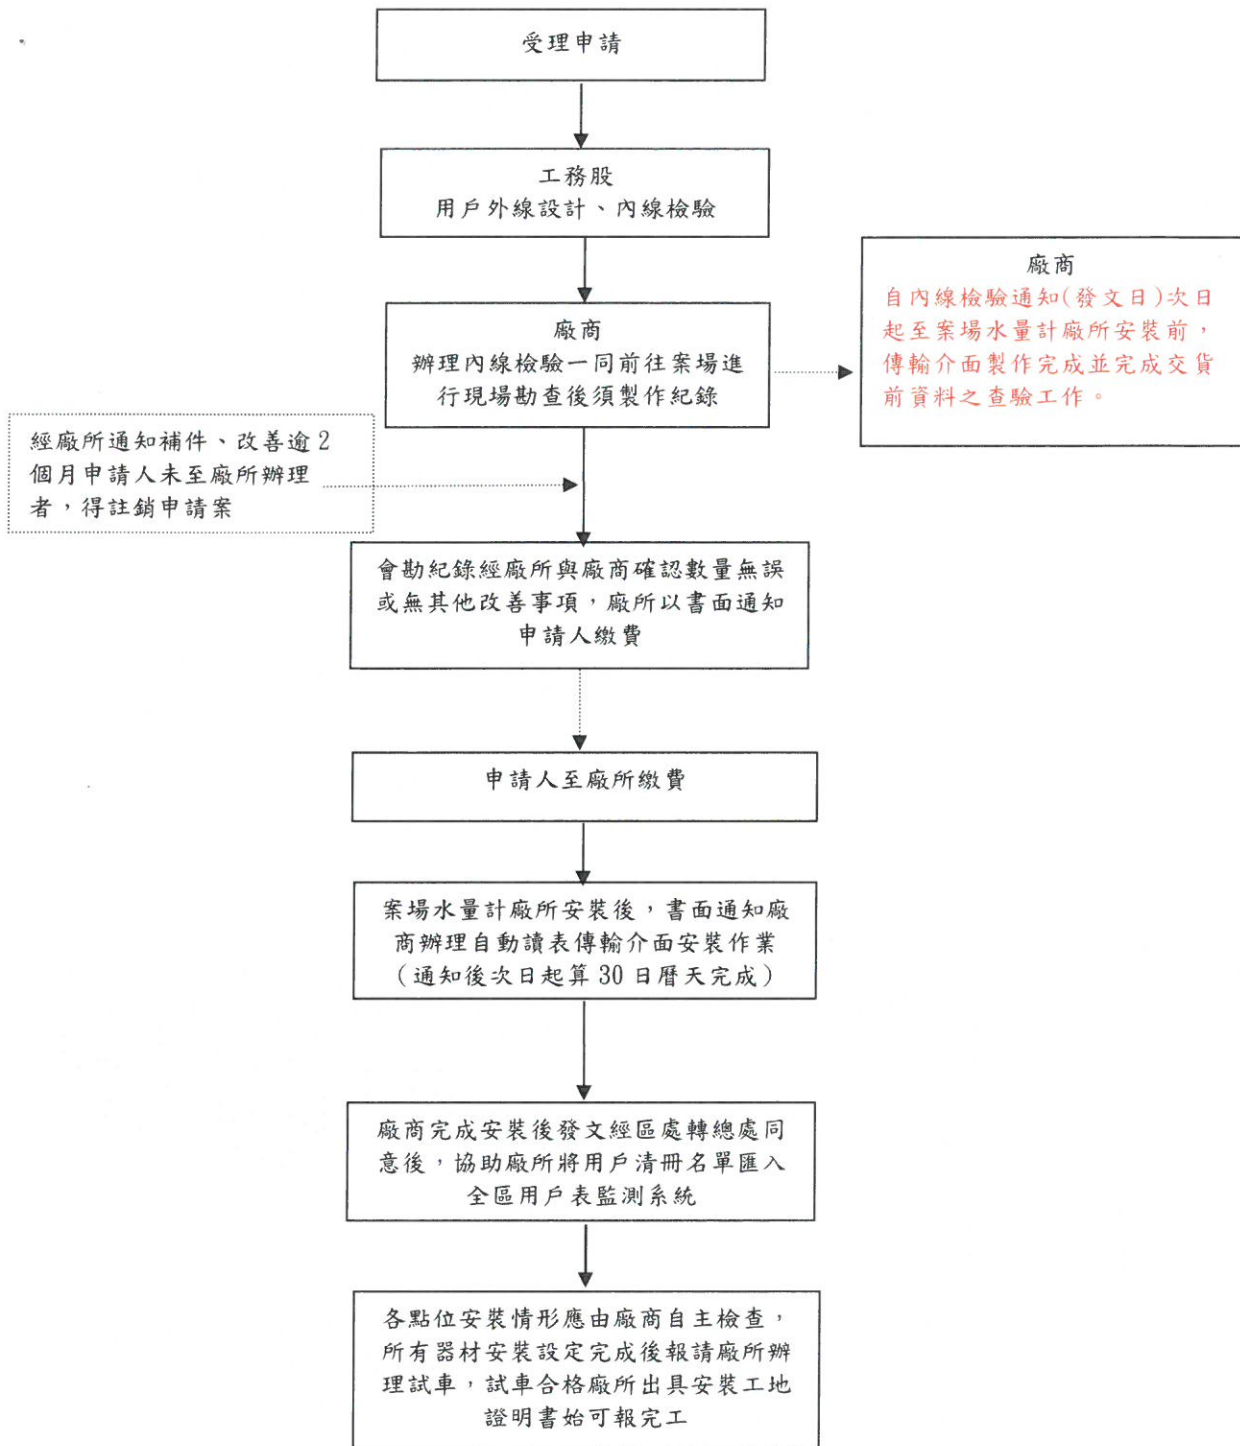 受理申請
工務股
用戶外線設計、內線檢驗
廠商
辦理內線檢驗一同前往案場進
行現場勘查後須製作紀錄
廠商
自內線檢驗通知(發文日)次日
起至案場水量計廠所安裝前，
傳輸介面製作完成並完成交貨
前資料之查驗工作。
經廠所通知補件、改善逾 2
個月申請人未至廠所辦理
者，得註銷申請案
會勘紀錄經廠所與廠商確認數量無誤
或無其他改善事項，廠所以書面通知
申請人繳費
申請人至廠所繳費
案場水量計廠所安裝後，書面通知廠
商辦理自動讀表傳輸介面安裝作業
（通知後次日起算 30 日曆天完成）
廠商完成安裝後發文經區處轉總處同
意後，協助廠所將用戶清冊名單匯入
全區用戶表監測系統
各點位安裝情形應由廠商自主檢查，
所有器材安裝設定完成後報請廠所辦
理試車，試車合格廠所出具安裝工地
證明書始可報完工